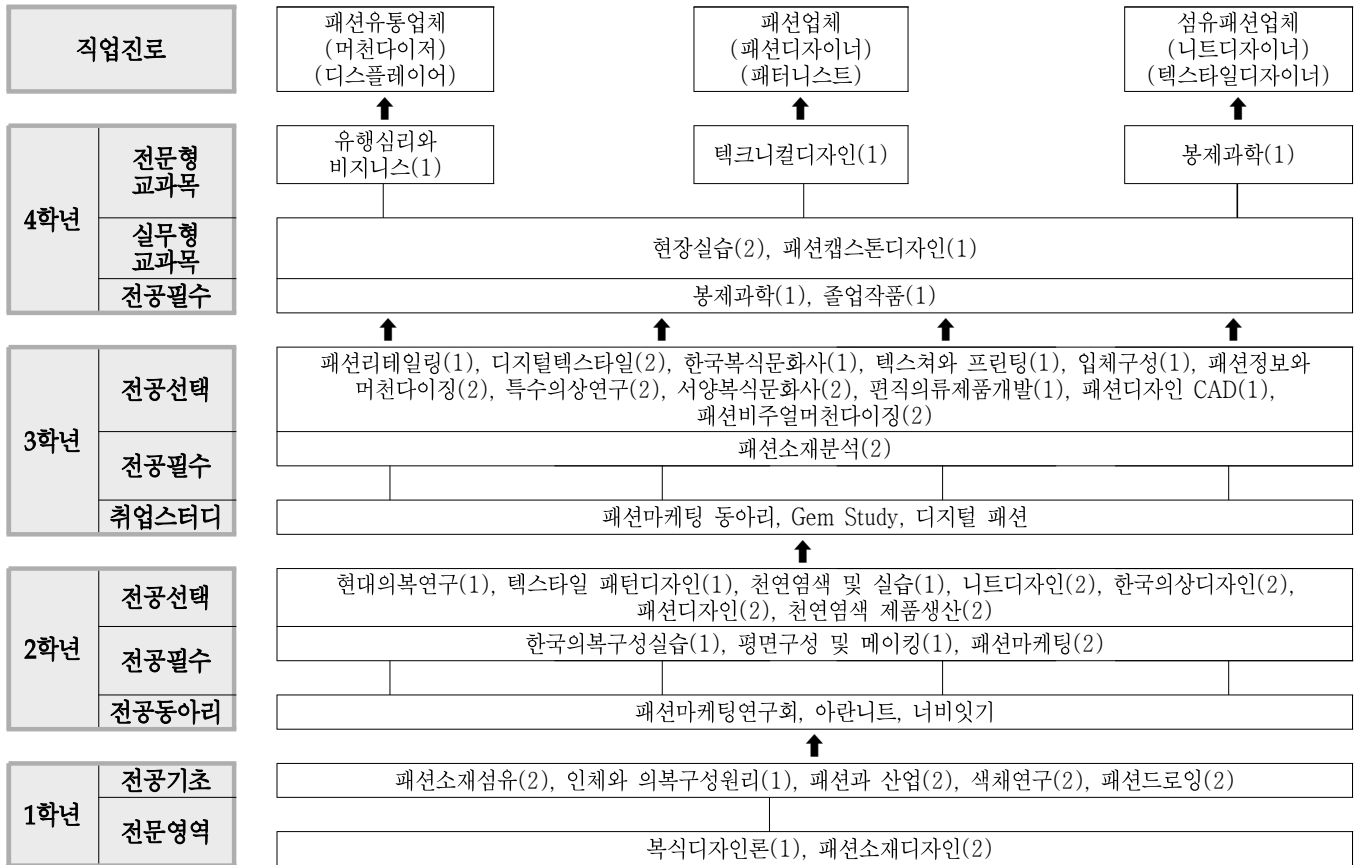 직업진로
패션유통업체
(머천다이저)
(디스플레이어)
패션업체
(패션디자이너)
(패터니스트)
섬유패션업체
(니트디자이너)
(텍스타일디자이너)
4학년
전문형
교과목
유행심리와
비지니스(1)
텍크니컬디자인(1)
봉제과학(1)
실무형
교과목
현장실습(2), 패션캡스톤디자인(1)
전공필수
봉제과학(1), 졸업작품(1)
3학년
전공선택
패션리테일링(1), 디지털텍스타일(2), 한국복식문화사(1), 텍스쳐와 프린팅(1), 입체구성(1), 패션정보와
머천다이징(2), 특수의상연구(2), 서양복식문화사(2), 편직의류제품개발(1), 패션디자인 CAD(1),
패션비주얼머천다이징(2)
전공필수
패션소재분석(2)
취업스터디
패션마케팅 동아리, Gem Study, 디지털 패션
2학년
전공선택
현대의복연구(1), 텍스타일 패턴디자인(1), 천연염색 및 실습(1), 니트디자인(2), 한국의상디자인(2),
패션디자인(2), 천연염색 제품생산(2)
전공필수
한국의복구성실습(1), 평면구성 및 메이킹(1), 패션마케팅(2)
전공동아리
패션마케팅연구회, 아란니트, 너비잇기
1학년
전공기초
패션소재섬유(2), 인체와 의복구성원리(1), 패션과 산업(2), 색채연구(2), 패션드로잉(2)
전문영역
복식디자인론(1), 패션소재디자인(2)